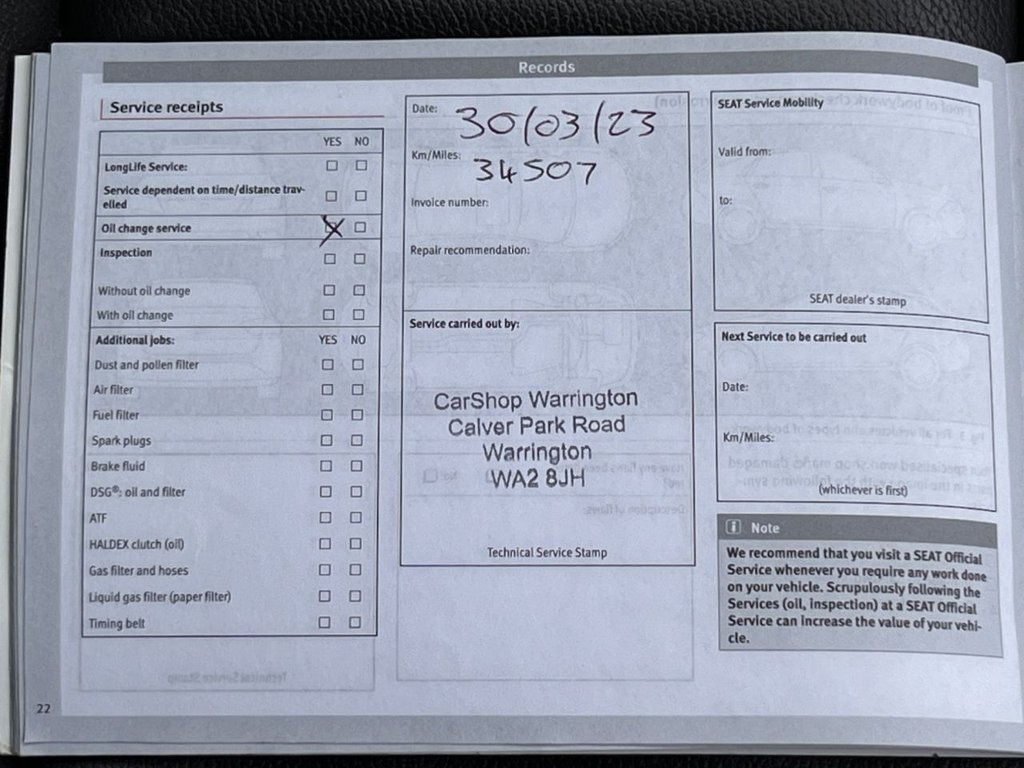 Records
Service receipts
YES NO
LongLife Service:
Service dependent on time/distance trav-
elled
Oil change service
Inspection
Without oil change
With oil change
Additional jobs: YES NO
Dust and pollen filter
Air filter
Fuel filter
Spark plugs
Brake fluid
DSG®: oil and filter
ATF
HALDEX clutch (oil)
Gas filter and hoses
Liquid gas filter (paper filter)
Timing belt
Date: 30/03/23
Km/Miles: 34507
Invoice number:
Repair recommendation:
Service carried out by:
CarShop Warrington
Calver Park Road
Warrington
WA2 8JH
Technical Service Stamp
SEAT Service Mobility
Valid from:
to:
SEAT dealer's stamp
Next Service to be carried out
Date:
Km/Miles:
(whichever is first)
i Note
We recommend that you visit a SEAT Official
Service whenever you require any work done
on your vehicle. Scrupulously following the
Services (oil, inspection) at a SEAT Official
Service can increase the value of your vehi-
cle.
22